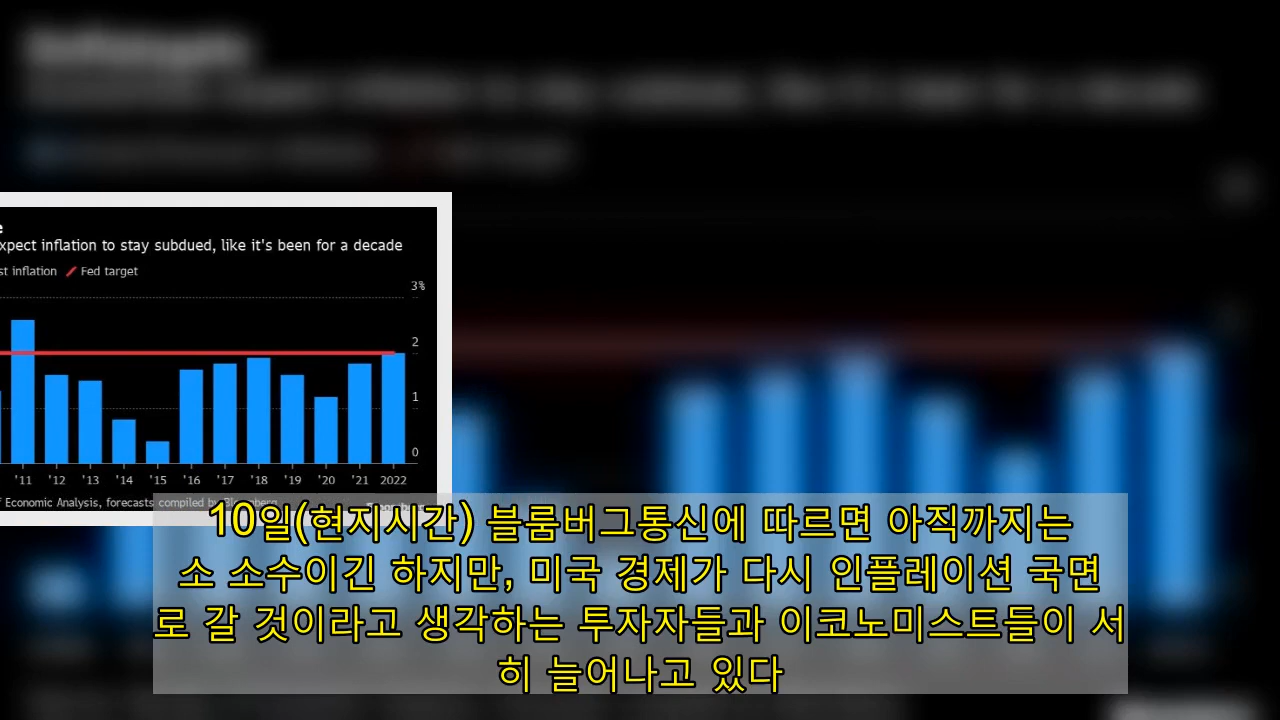 xpect inflation to stay subdued, like it's been for a decade
st inflation Fed target
3%
2
1
0
'11 '12 '13 '14 '15 '16 '17 '18 '19 '20 '21 2022
Economic Analysis, forecasts compiled by Bloomberg
10일(현지시간) 블룸버그통신에 따르면 아직까지는
소 소수이긴 하지만, 미국 경제가 다시 인플레이션 국면
로 갈 것이라고 생각하는 투자자들과 이코노미스트들이 서
히 늘어나고 있다